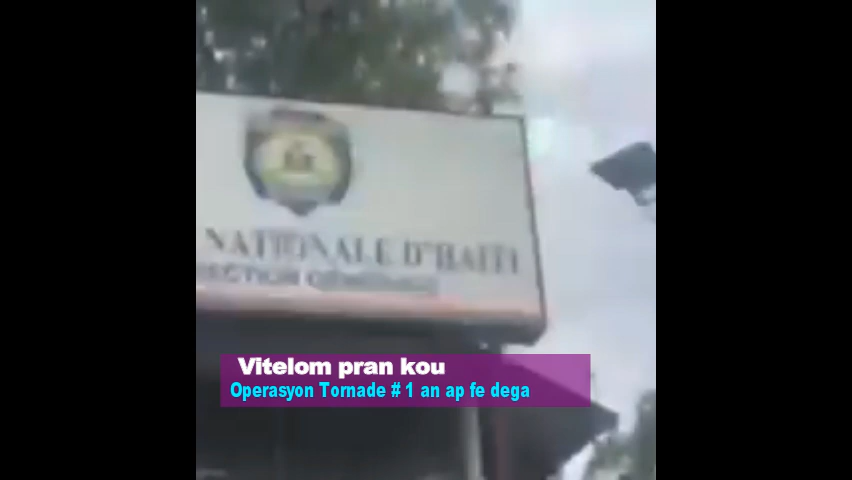 NATIONALE D'HAITI
Vitelom pran kou
Operasyon Tornade # 1 an ap fe dega